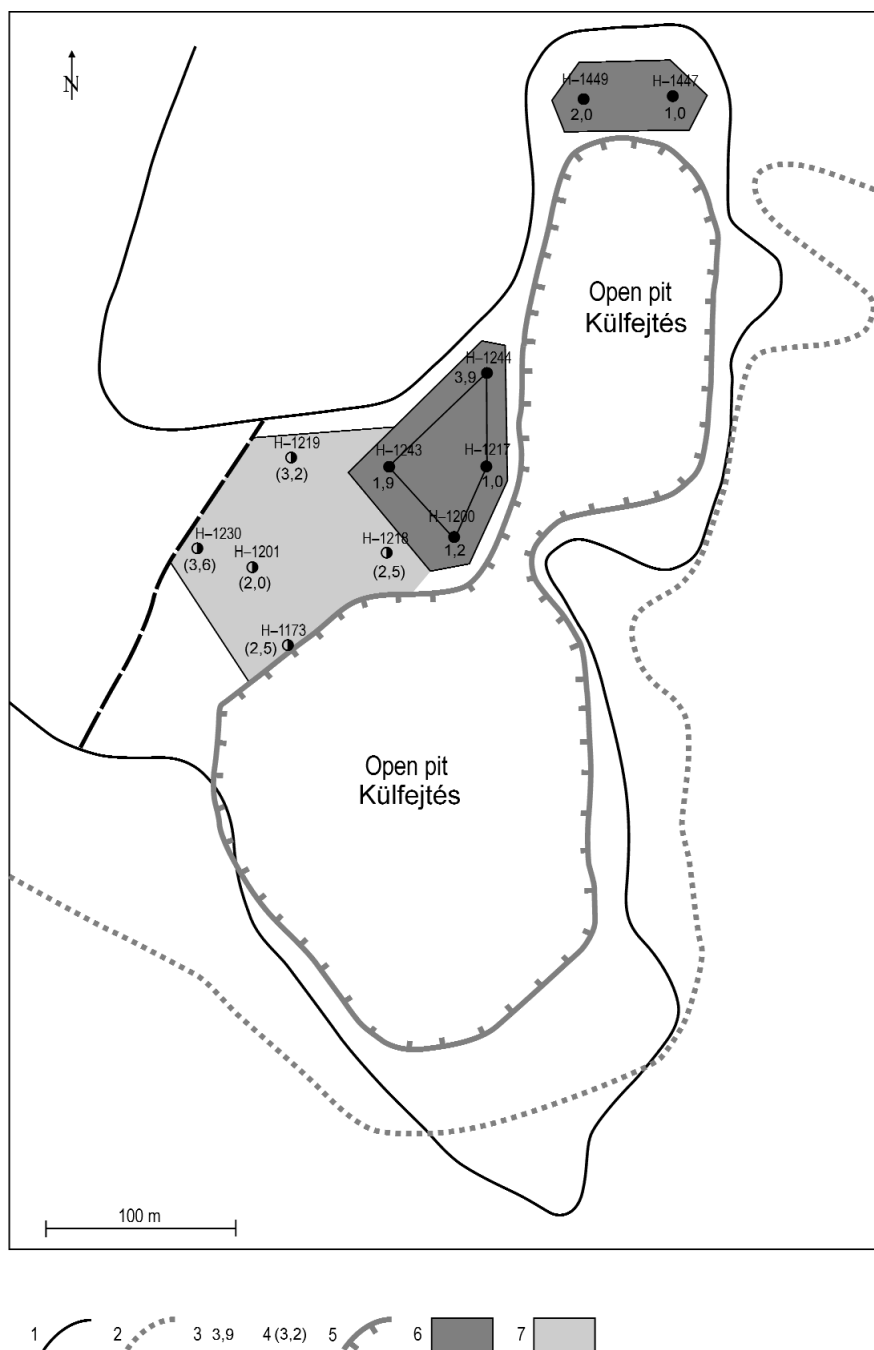 N
H–1449
H–1447
2,0
1,0
Open pit
Külfejtés
H–1244
3,9
H–1219
(3,2)
H–1243
1,9
H–1217
1,0
H–1200
1,2
H–1230
(3,6)
H–1201
(2,0)
H–1218
(2,5)
H–1173
(2,5)
Open pit
Külfejtés
100 m
1 2 3 3,9 4 (3,2) 5 6 7